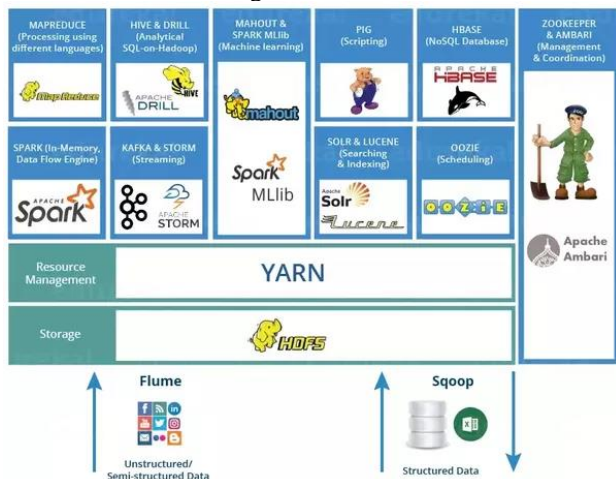 MAPREDUCE
(Processing using
different languages)
Map Reduce
HIVE & DRILL
(Analytical
SQL-on-Hadoop)
HIVE
APACHE
DRILL
MAHOUT &
SPARK MLlib
(Machine learning)
mahout
Spark
MLlib
PIG
(Scripting)
HBASE
(NoSQL Database)
APACHE
HBASE
ZOOKEEPER
& AMBARI
(Management
& Coordination)
Apache
Ambari
SPARK (In-Memory,
Data Flow Engine)
APACHE
Spark
KAFKA & STORM
(Streaming)
APACHE
STORM
SOLR & LUCENE
(Searching
& Indexing)
Apache
Solr
Lucene
OOZIE
(Scheduling)
OOZIE
Resource
Management
YARN
Storage
HDFS
Flume
Unstructured/
Semi-structured Data
Sqoop
Structured Data